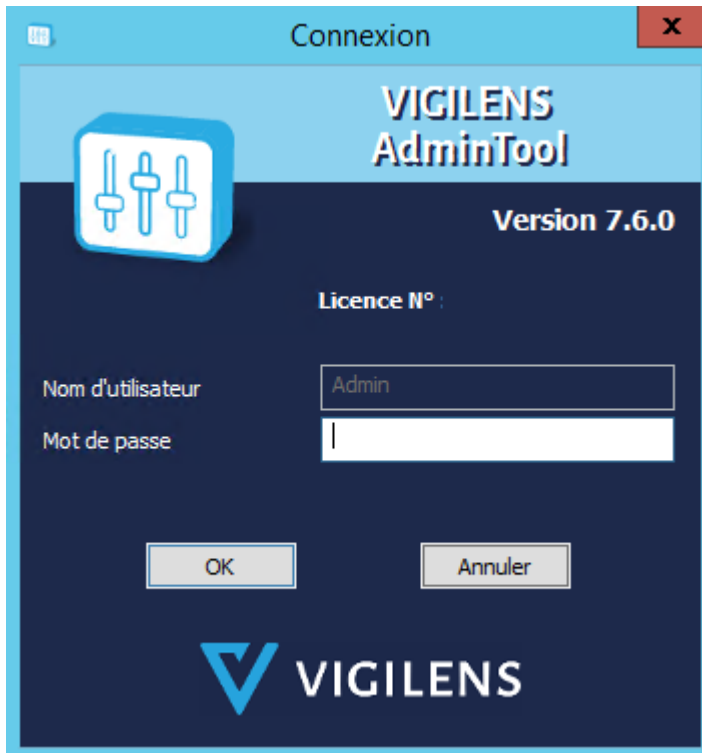 Connexion
VIGILENS
AdminTool
Version 7.6.0
Licence N° :
Nom d'utilisateur
Admin
Mot de passe
OK
Annuler
VIGILENS